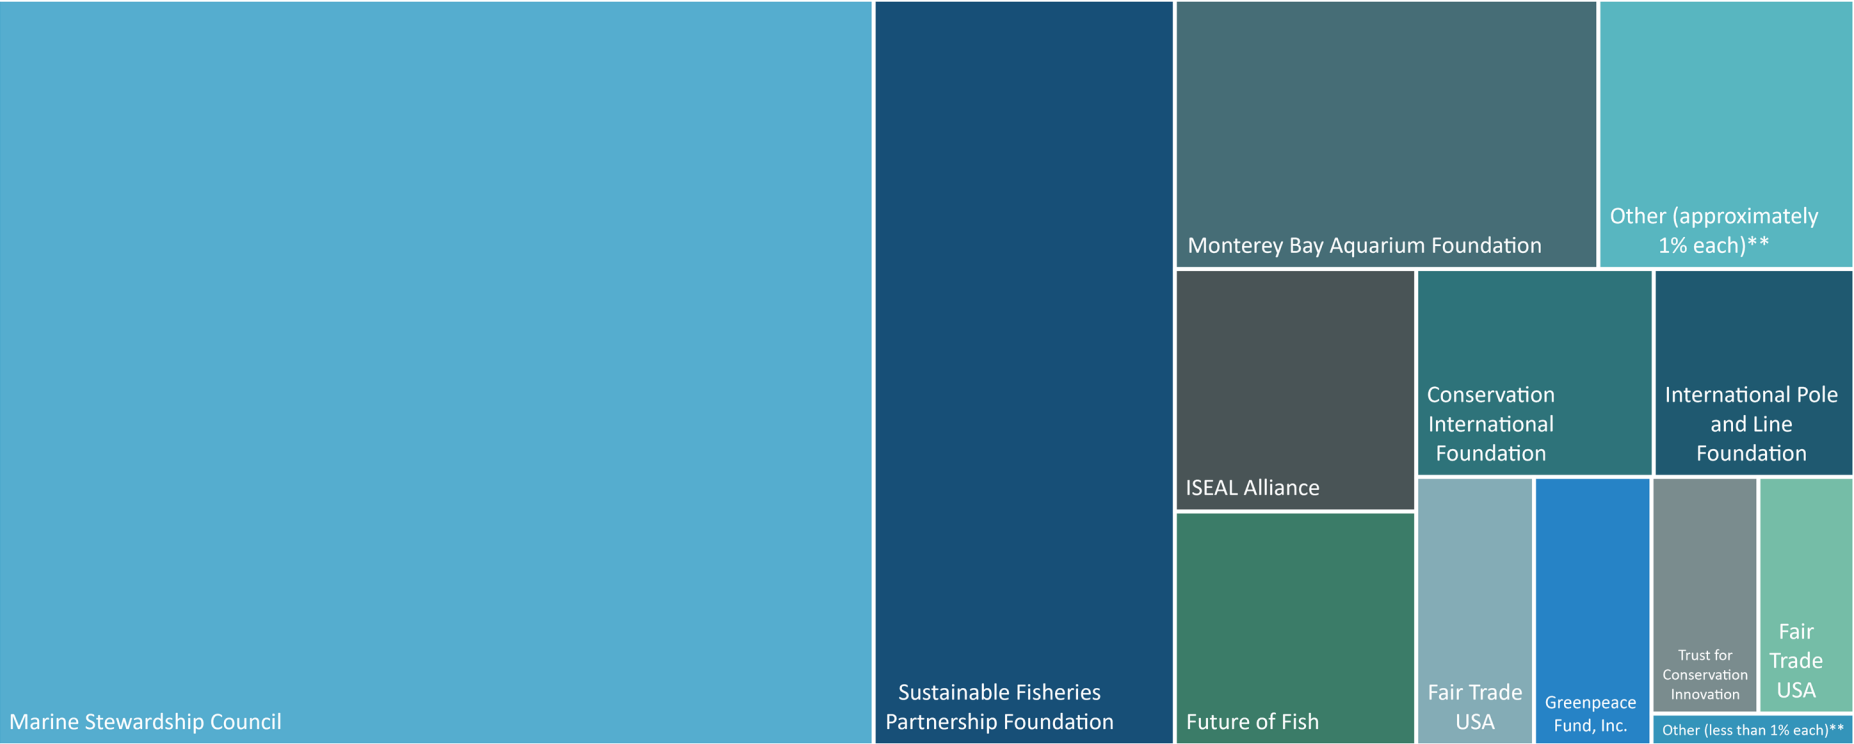 Marine Stewardship Council
Sustainable Fisheries
Partnership Foundation
Monterey Bay Aquarium Foundation
Other (approximately
1% each)**
ISEAL Alliance
Conservation
International
Foundation
International Pole
and Line
Foundation
Future of Fish
Fair Trade
USA
Greenpeace
Fund, Inc.
Trust for
Conservation
Innovation
Fair
Trade
USA
Other (less than 1% each)**